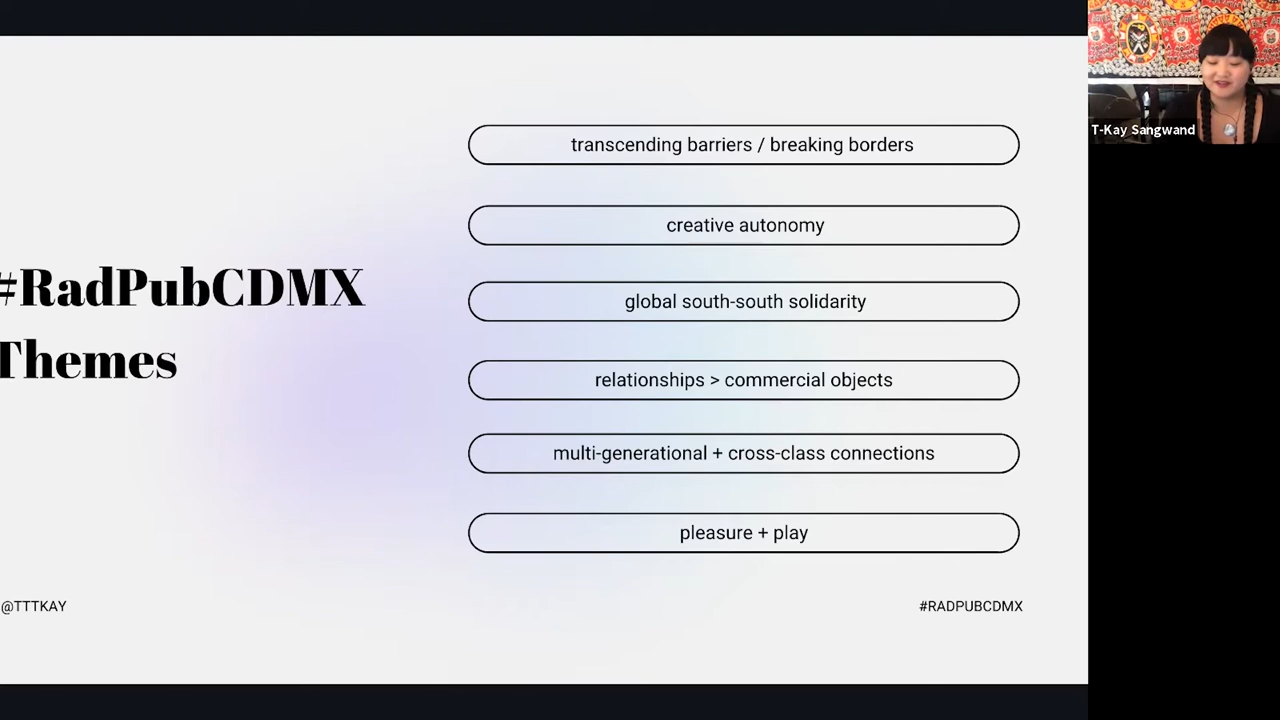 #RadPubCDMX
Themes
transcending barriers / breaking borders
creative autonomy
global south-south solidarity
relationships > commercial objects
multi-generational + cross-class connections
pleasure + play
@TTTKAY
#RADPUBCDMX
T-Kay Sangwand